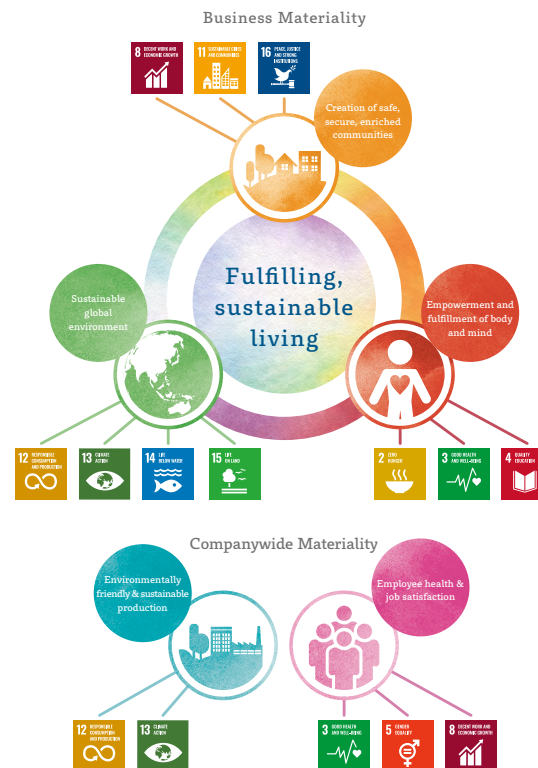 Business Materiality
8 DECENT WORK AND
ECONOMIC GROWTH
11 SUSTAINABLE CITIES
AND COMMUNITIES
16 PEACE, JUSTICE
AND STRONG
INSTITUTIONS
Creation of safe,
secure, enriched
communities
Fulfilling,
sustainable
living
Sustainable
global
environment
Empowerment and
fulfillment of body
and mind
12 RESPONSIBLE
CONSUMPTION
AND PRODUCTION
13 CLIMATE
ACTION
14 LIFE
BELOW WATER
15 LIFE
ON LAND
2 ZERO
HUNGER
3 GOOD HEALTH
AND WELL-BEING
4 QUALITY
EDUCATION
Companywide Materiality
Environmentally
friendly & sustainable
production
Employee health &
job satisfaction
12 RESPONSIBLE
CONSUMPTION
AND PRODUCTION
13 CLIMATE
ACTION
3 GOOD HEALTH
AND WELL-BEING
5 GENDER
EQUALITY
8 DECENT WORK AND
ECONOMIC GROWTH